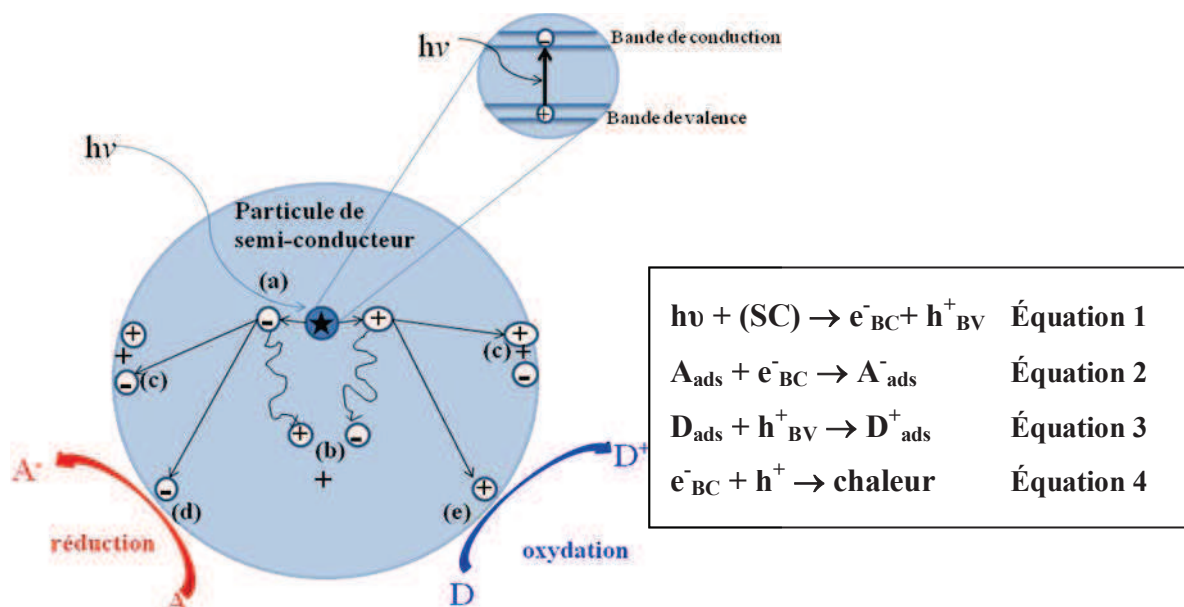 hν
Bande de conduction
-
+
Bande de valence
hν
Particule de
semi-conducteur
(a)
-
+
+
+
-
(c)
+
(c)
+
-
+
-
(b)
+
-
(d)
+
(e)
A-
réduction
A
D+
oxydation
D
hυ + (SC) → e-BC + h+BV Équation 1
Aads + e-BC → A-ads Équation 2
Dads + h+BV → D+ads Équation 3
e-BC + h+ → chaleur Équation 4